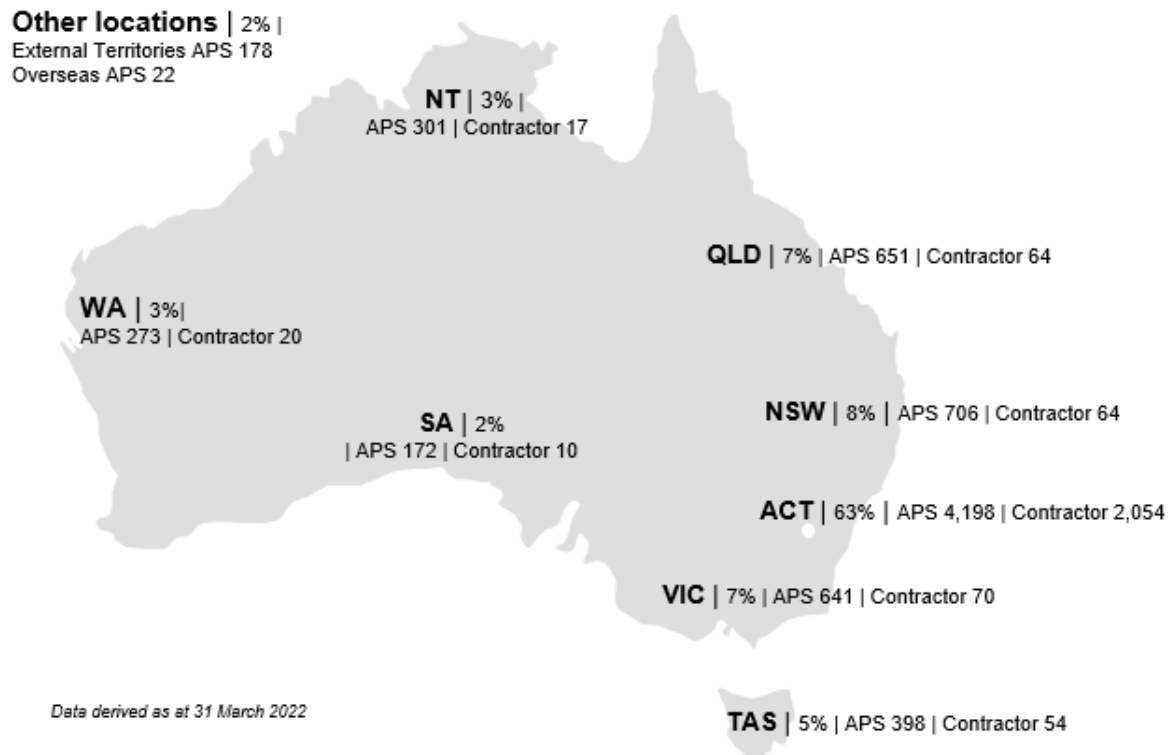 Other locations | 2% |
External Territories APS 178
Overseas APS 22
NT | 3% |
APS 301 | Contractor 17
QLD | 7% | APS 651 | Contractor 64
WA | 3%|
APS 273 | Contractor 20
NSW | 8% | APS 706 | Contractor 64
SA | 2%
| APS 172 | Contractor 10
ACT | 63% | APS 4,198 | Contractor 2,054
VIC | 7% | APS 641 | Contractor 70
Data derived as at 31 March 2022
TAS | 5% | APS 398 | Contractor 54